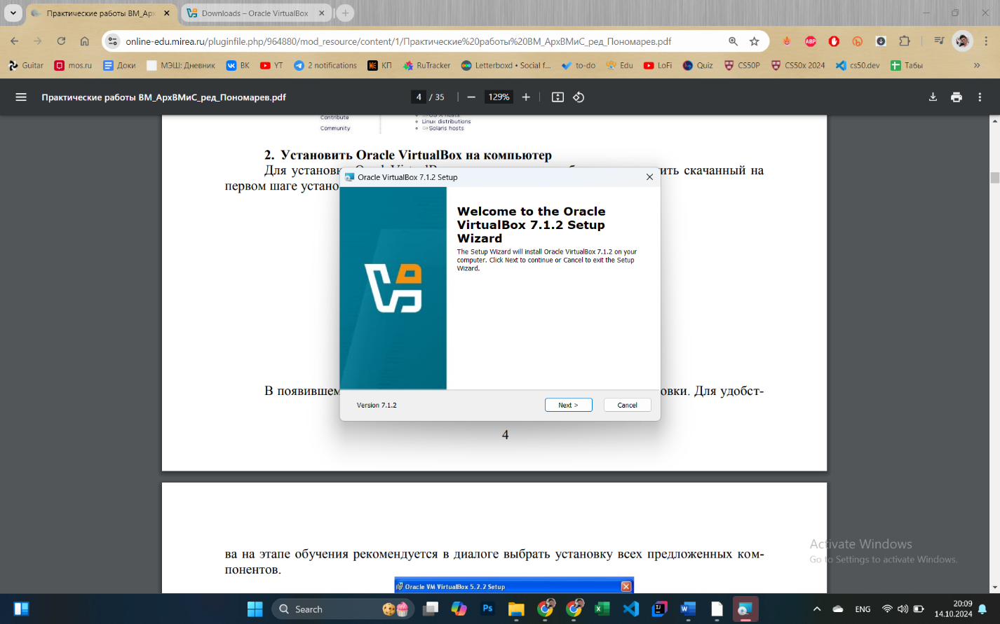 Практические работы ВМ_Арх
Downloads – Oracle VirtualBox
online-edu.mirea.ru/pluginfile.php/964880/mod_resource/content/1/Практические%20работы%20ВМ_АрхВМиС_ред_Пономарев.pdf
ABP
Guitar
mos.ru
Доки
МЭШ: Дневник
ВК
YT
2 notifications
КП
RuTracker
Letterboxd • Social f...
to-do
Edu
LoFi
Quiz
CS50P
CS50x 2024
cs50.dev
Табы
Практические работы ВМ_АрхВМиС_ред_Пономарев.pdf
4 / 35
129%
Contribute
Community
Linux distributions
Solaris hosts
2. Установить Oracle VirtualBox на компьютер
Для установк
ить скачанный на
первом шаге устано
Oracle VirtualBox 7.1.2 Setup
Welcome to the Oracle
VirtualBox 7.1.2 Setup
Wizard
The Setup Wizard will install Oracle VirtualBox 7.1.2 on your
computer. Click Next to continue or Cancel to exit the Setup
Wizard.
В появившем
овки. Для удобст-
Version 7.1.2
Next >
Cancel
4
ва на этапе обучения рекомендуется в диалоге выбрать установку всех предложенных ком-
понентов.
Oracle VM VirtualBox 5.2.2 Setup
Activate Windows
Go to Settings to activate Windows.
Search
Ps
ENG
20:09
14.10.2024